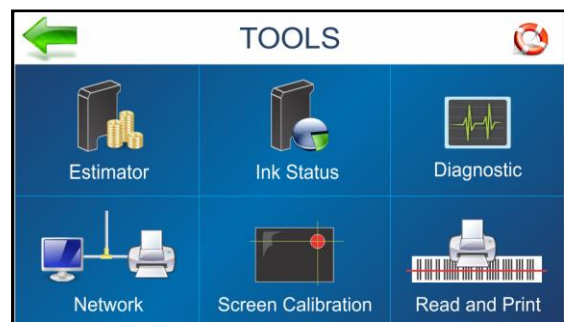 TOOLS
Estimator
Ink Status
Diagnostic
Network
Screen Calibration
Read and Print